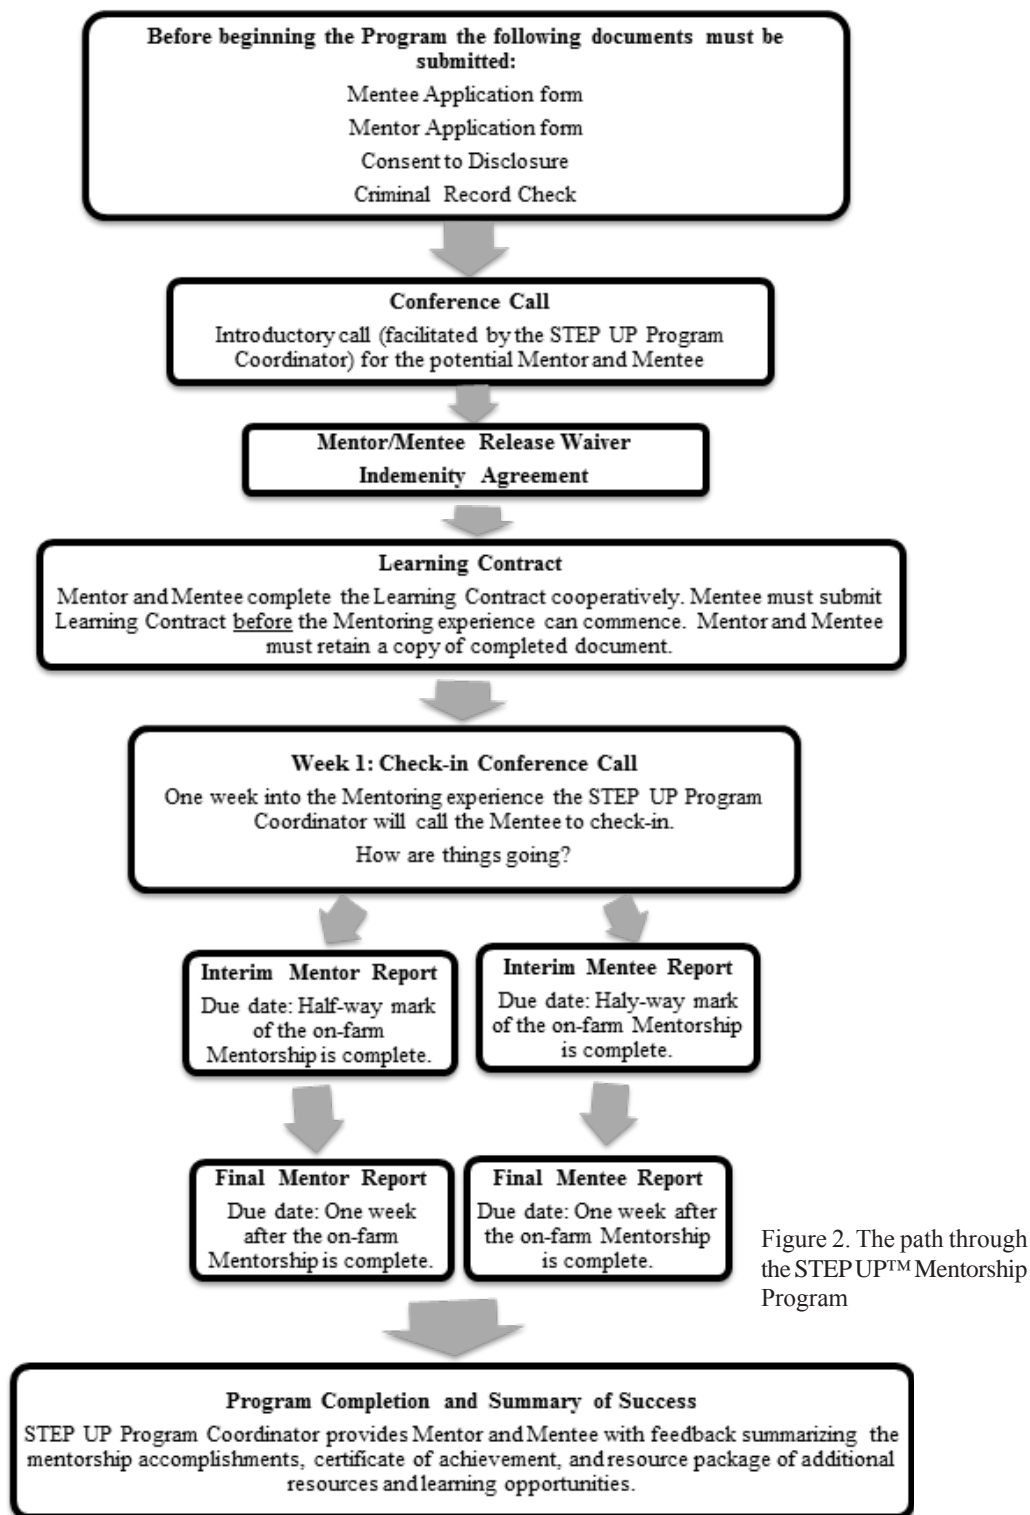 Before beginning the Program the following documents must be
submitted:
Mentee Application form
Mentor Application form
Consent to Disclosure
Criminal Record Check
Conference Call
Introductory call (facilitated by the STEP UP Program
Coordinator) for the potential Mentor and Mentee
Mentor/Mentee Release Waiver
Indemenity Agreement
Learning Contract
Mentor and Mentee complete the Learning Contract cooperatively. Mentee must submit
Learning Contract before the Mentoring experience can commence. Mentor and Mentee
must retain a copy of completed document.
Week 1: Check-in Conference Call
One week into the Mentoring experience the STEP UP Program
Coordinator will call the Mentee to check-in.
How are things going?
Interim Mentor Report
Due date: Half-way mark
of the on-farm
Mentorship is complete.
Interim Mentee Report
Due date: Haly-way mark
of the on-farm Mentorship
is complete.
Final Mentor Report
Due date: One week
after the on-farm
Mentorship is complete.
Final Mentee Report
Due date: One week after
the on-farm Mentorship
is complete.
Figure 2. The path through
the STEP UP™ Mentorship
Program
Program Completion and Summary of Success
STEP UP Program Coordinator provides Mentor and Mentee with feedback summarizing the
mentorship accomplishments, certificate of achievement, and resource package of additional
resources and learning opportunities.